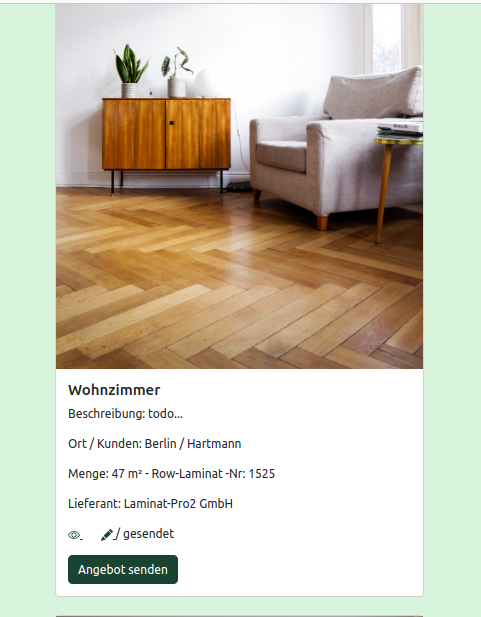 Wohnzimmer
Beschreibung: todo...
Ort / Kunden: Berlin / Hartmann
Menge: 47 m² - Row-Laminat -Nr: 1525
Lieferant: Laminat-Pro2 GmbH
/ gesendet
Angebot senden